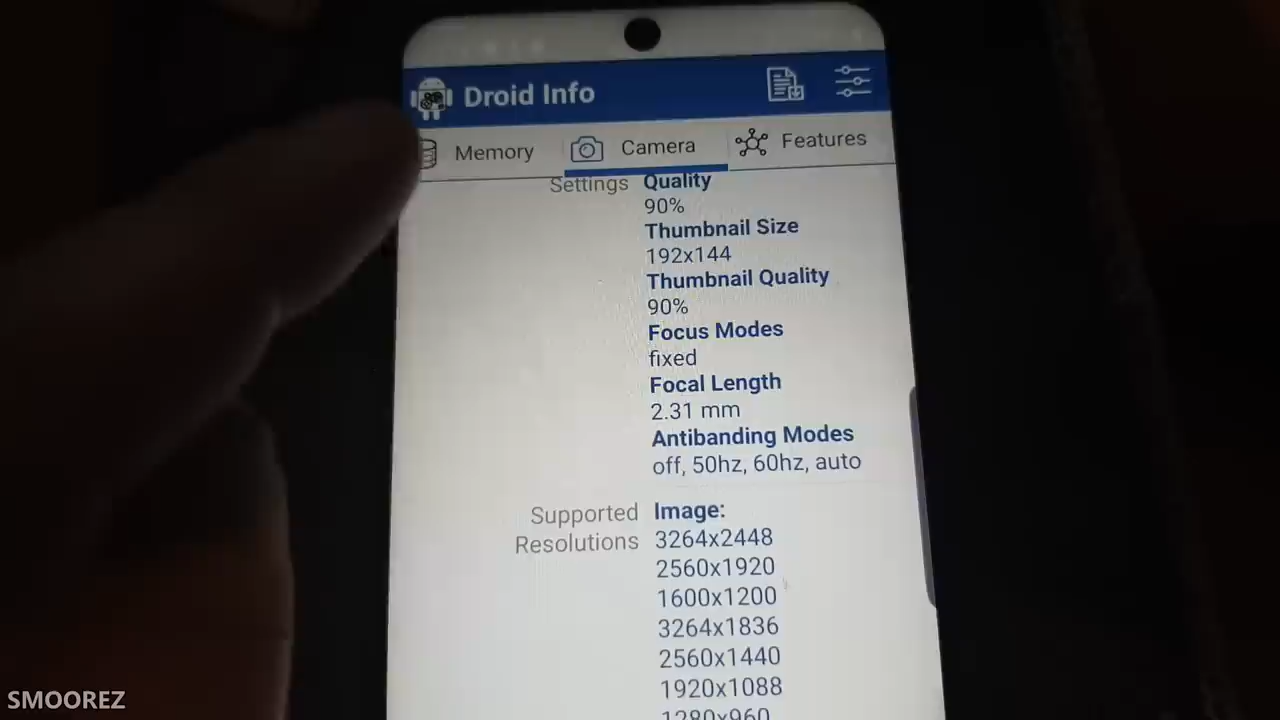 Droid Info
Memory Camera Features
Settings Quality
90%
Thumbnail Size
192x144
Thumbnail Quality
90%
Focus Modes
fixed
Focal Length
2.31 mm
Antibanding Modes
off, 50hz, 60hz, auto
Supported Image:
Resolutions 3264x2448
2560x1920
1600x1200
3264x1836
2560x1440
1920x1088
1280x960
SMOOREZ